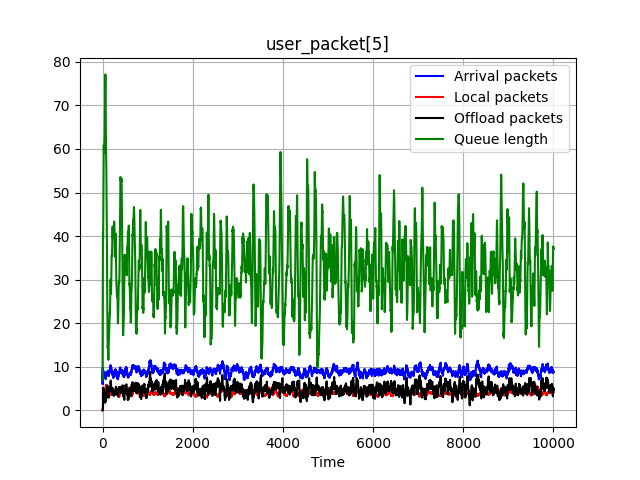 user_packet[5]
80
70
60
50
40
30
20
10
0
Arrival packets
Local packets
Offload packets
Queue length
0 2000 4000 6000 8000 10000
Time